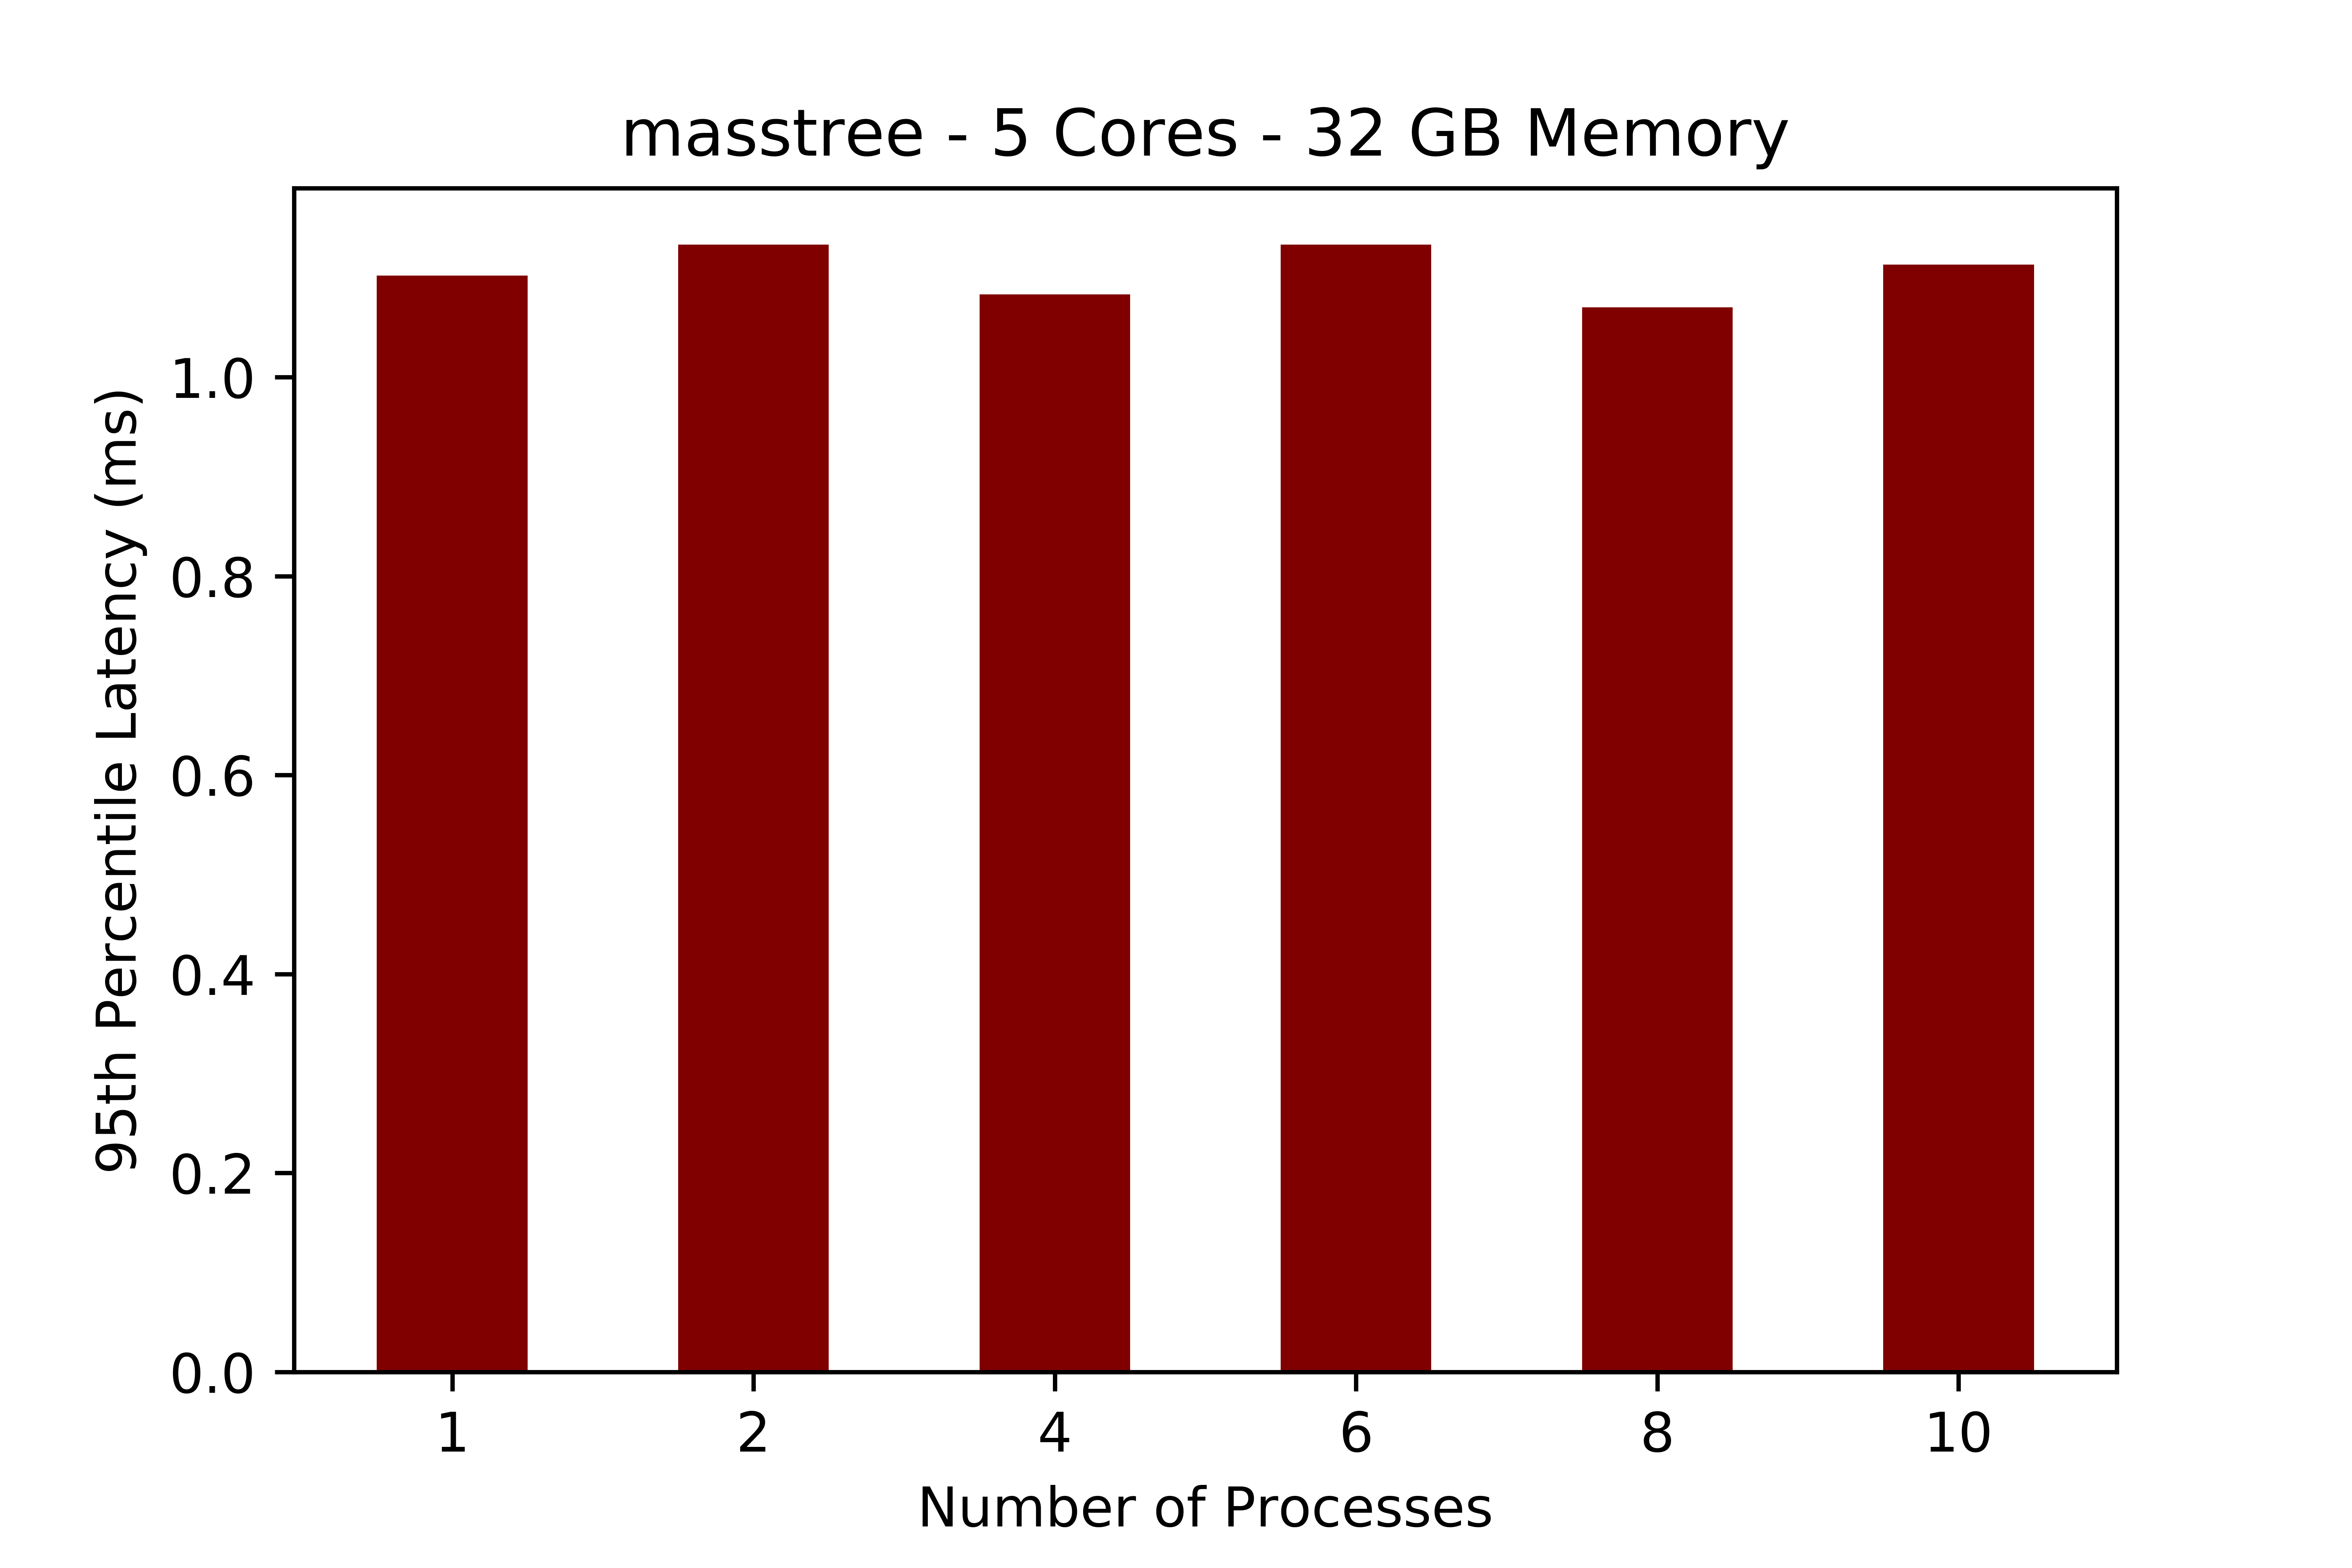 masstree - 5 Cores - 32 GB Memory
95th Percentile Latency (ms)
1.0
0.8
0.6
0.4
0.2
0.0
1 2 4 6 8 10
Number of Processes